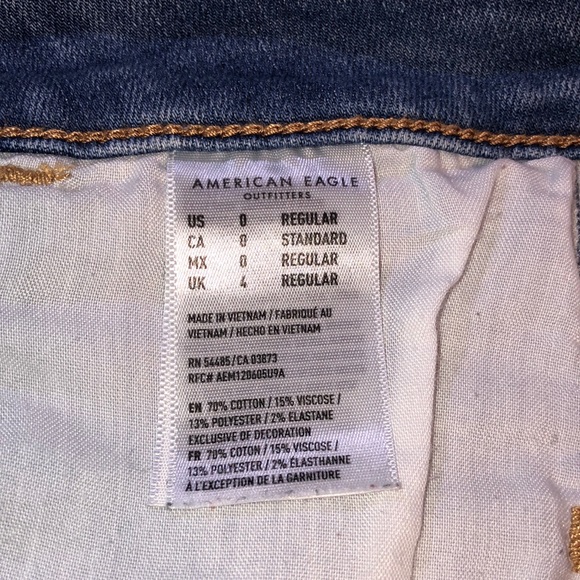 AMERICAN EAGLE
OUTFITTERS
US 0 REGULAR
CA 0 STANDARD
MX 0 REGULAR
UK 4 REGULAR
MADE IN VIETNAM / FABRIQUÉ AU
VIETNAM / HECHO EN VIETNAM
RN 54485/CA 03873
RFC# AEM120605U9A
EN 70% COTTON / 15% VISCOSE /
13% POLYESTER / 2% ELASTANE
EXCLUSIVE OF DECORATION
FR 70% COTON / 15% VISCOSE /
13% POLYESTER / 2% ÉLASTHANNE
À L'EXCEPTION DE LA GARNITURE